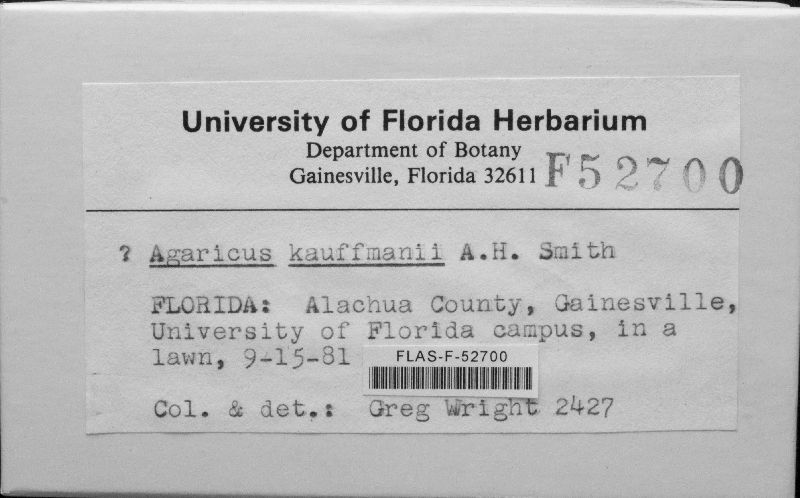 University of Florida Herbarium
Department of Botany
Gainesville, Florida 32611 F52700
? Agaricus kauffmanii A.H. Smith
FLORIDA: Alachua County, Gainesville,
University of Florida campus, in a
lawn, 9-15-81
FLAS-F-52700
Col. & det.: Greg Wright 2427